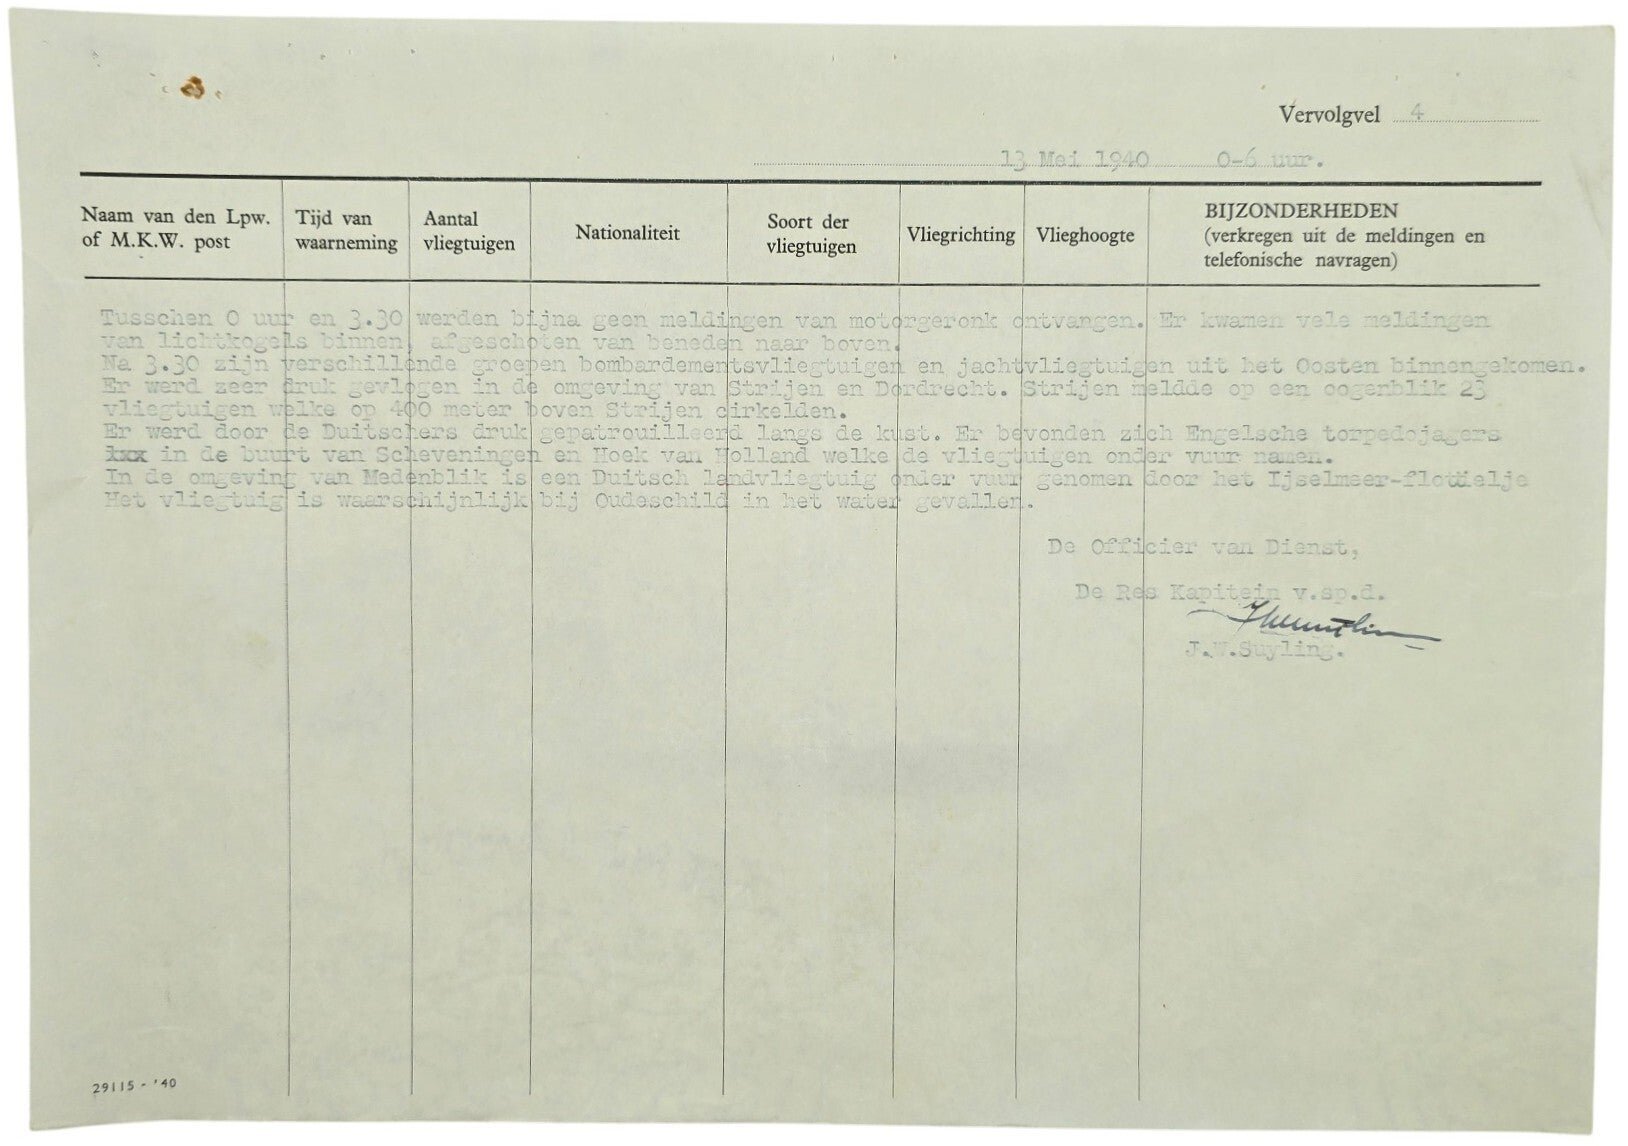 Vervolgvel 4
13 Mei 1940 0-6 uur.
Naam van den Lpw. of M.K.W. post
Tijd van waarneming
Aantal vliegtuigen
Nationaliteit
Soort der vliegtuigen
Vliegrichting
Vlieghoogte
BIJZONDERHEDEN
(verkregen uit de meldingen en
telefonische navragen)
Tusschen 0 uur en 3.30 werden bijna geen meldingen van motorgeronk ontvangen. Er kwamen vele meldingen
van lichtkogels binnen, afgeschoten van beneden naar boven.
Na 3.30 zijn verschillende groepen bombardementsvliegtuigen en jachtvliegtuigen uit het Oosten binnengekomen.
Er werd zeer druk gevlogen in de omgeving van Strijen en Dordrecht. Strijen meldde op een oogerblik 23
vliegtuigen welke op 400 meter boven Strijen cirkelden.
Er werd door de Duitschers druk gepatrouilleerd langs de kust. Er bevonden zich Engelsche torpedojagers
in de buurt van Scheveningen en Hoek van Holland welke de vliegtuigen onder vuur namen.
In de omgeving van Medenblik is een Duitsch landvliegtuig onder vuur genomen door het Ijselmeer-
Het vliegtuig is waarschijnlijk bij Oudeschild in het water gevallen.
De Officier van Dienst,
De Res Kapitein v.sp.d.
J.W.Suyling.
29115 - '40